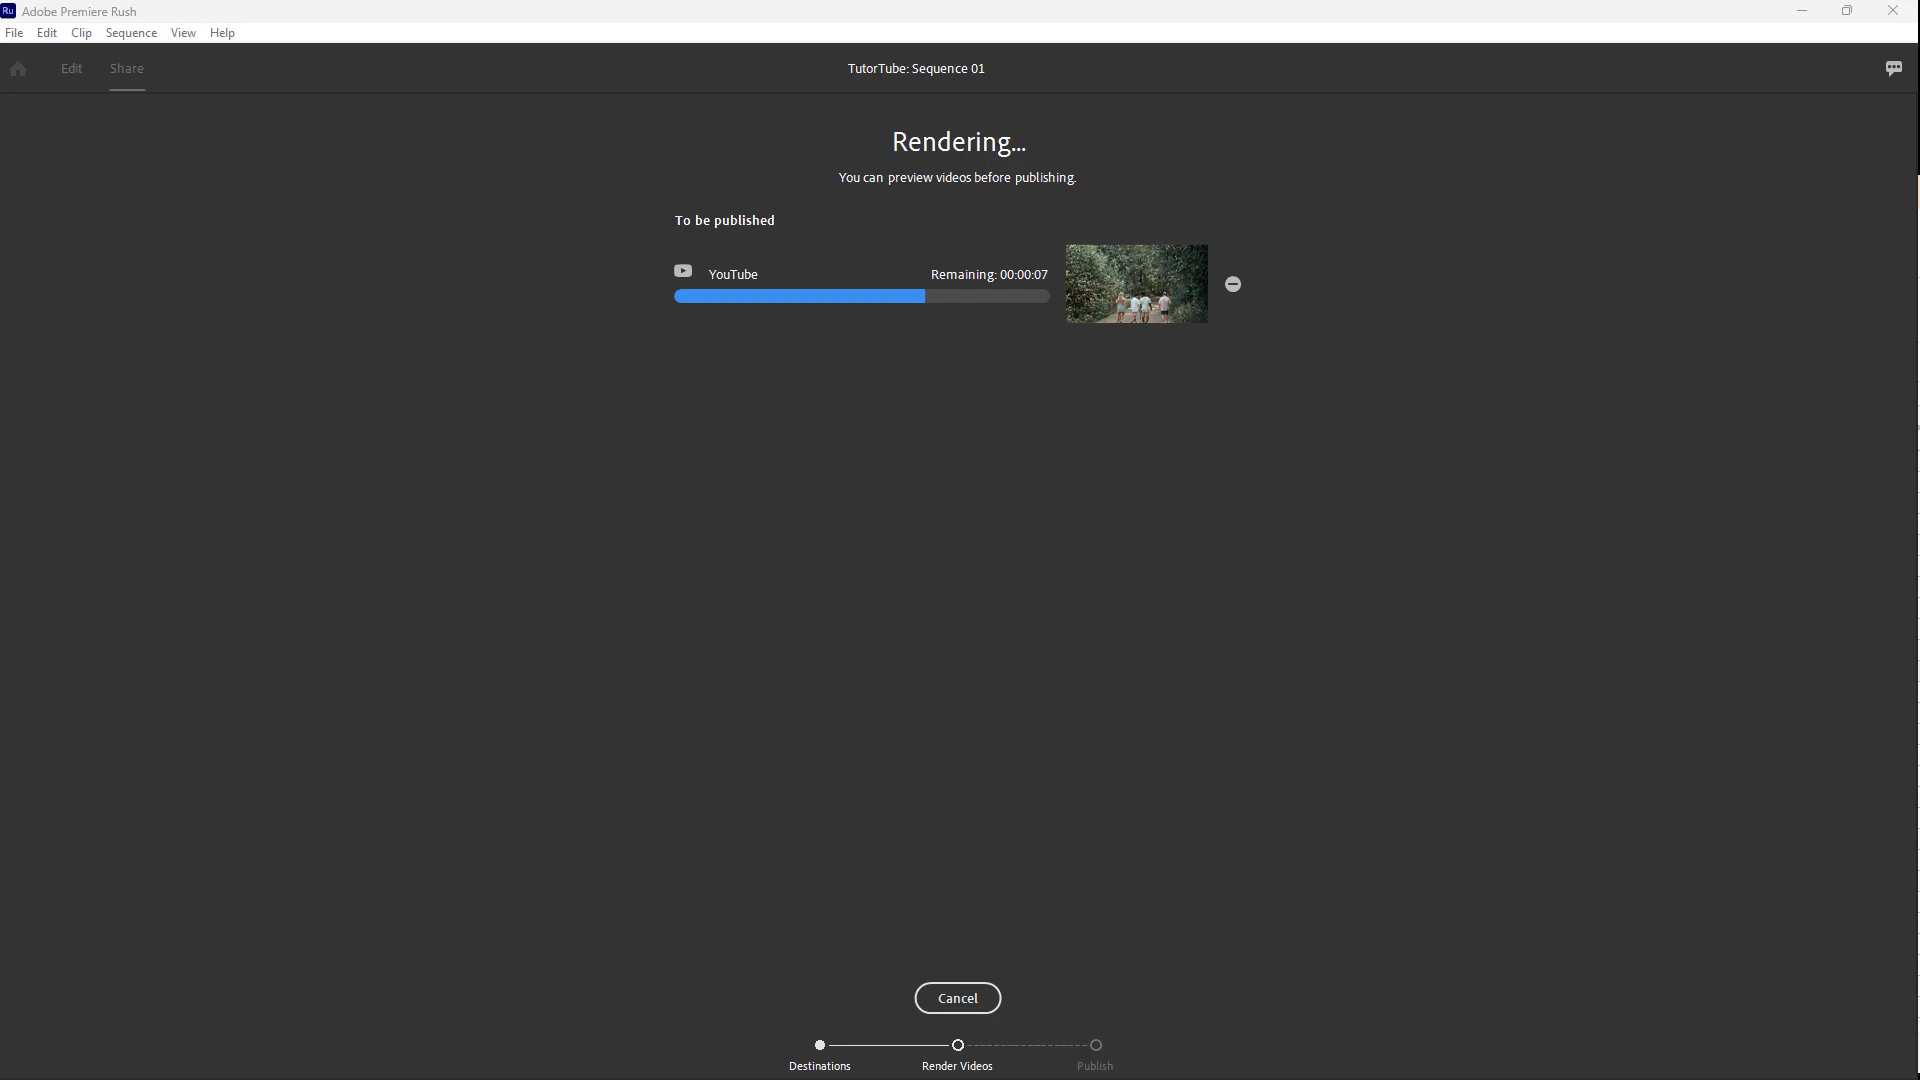 Ru Adobe Premiere Rush
File Edit Clip Sequence View Help
Edit Share TutorTube: Sequence 01
Rendering...
You can preview videos before publishing.
To be published
YouTube Remaining: 00:00:07
Cancel
Destinations Render Videos Publish